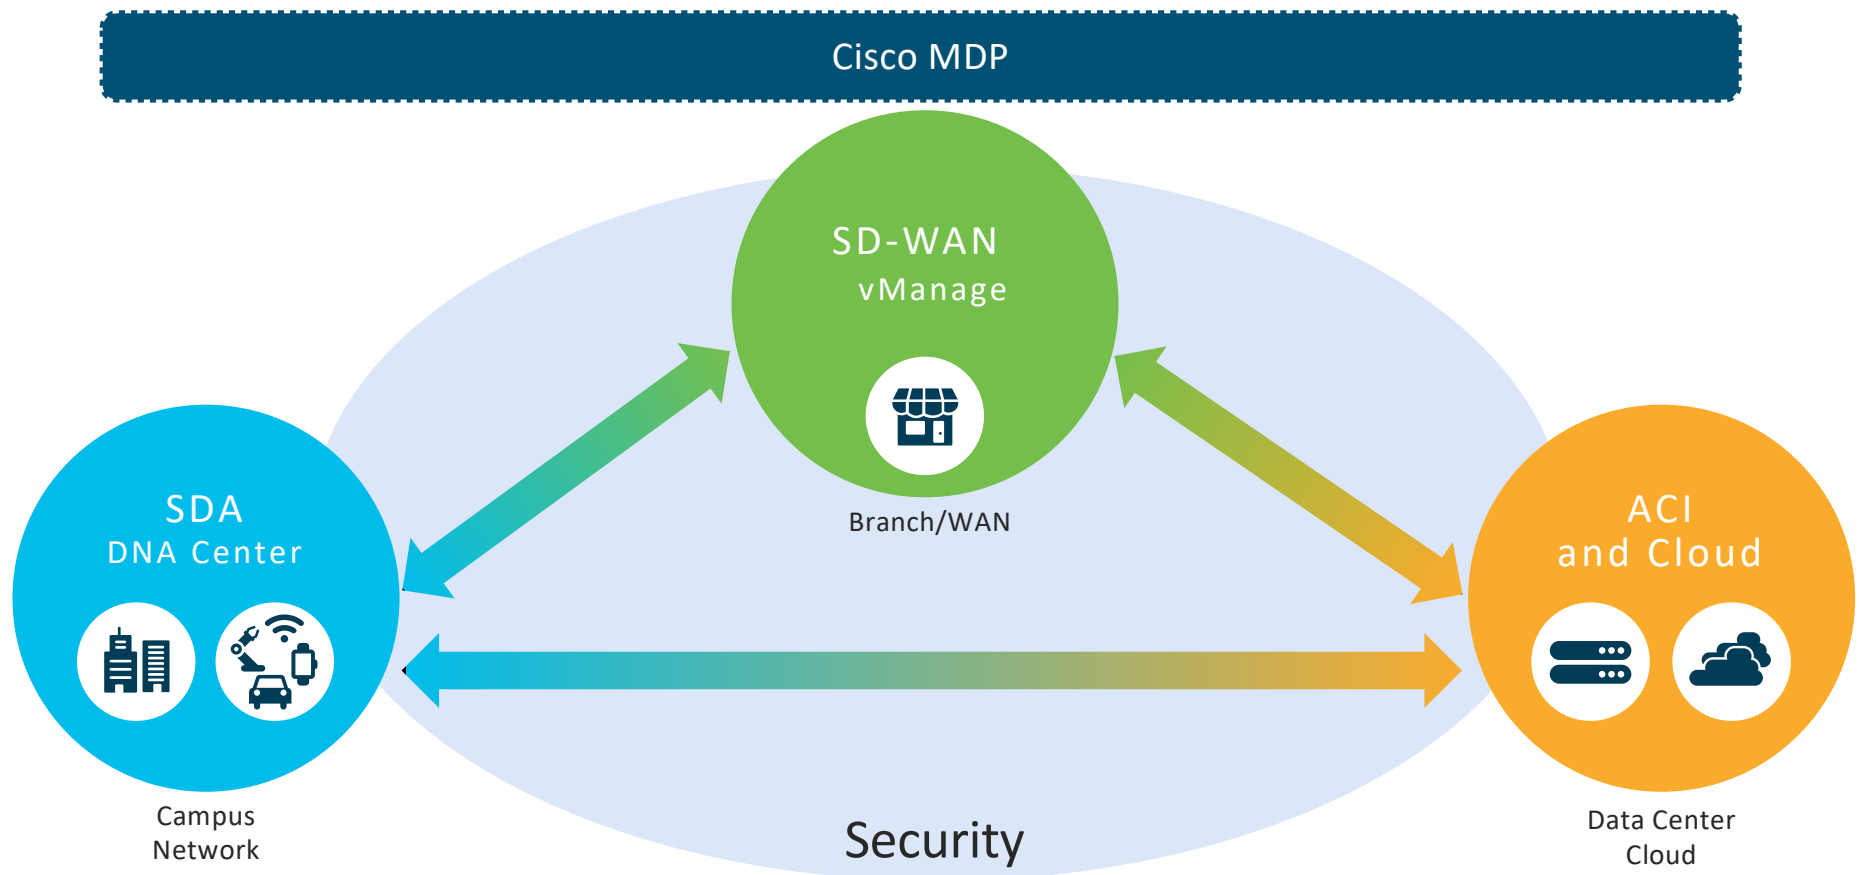 Cisco MDP
SD-WAN
vManage
Branch/WAN
SDA
DNA Center
Campus
Network
ACI
and Cloud
Data Center
Cloud
Security